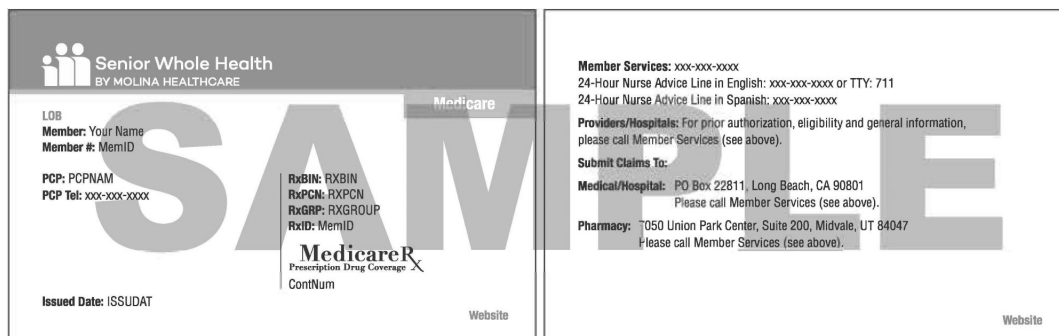 Senior Whole Health
BY MOLINA HEALTHCARE
Medicare
LOB
Member: Your Name
Member #: MemID
PCP: PCPNAM
PCP Tel: xxx-xxx-xxxx
RxBIN: RXBIN
RxPCN: RXPCN
RxGRP: RXGROUP
RxID: MemID
MedicareRx
Prescription Drug Coverage
ContNum
Issued Date: ISSUDAT
Website
Member Services: xxx-xxx-xxxx
24-Hour Nurse Advice Line in English: xxx-xxx-xxxx or TTY: 711
24-Hour Nurse Advice Line in Spanish: xxx-xxx-xxxx
Providers/Hospitals: For prior authorization, eligibility and general information,
please call Member Services (see above).
Submit Claims To:
Medical/Hospital: PO Box 22811, Long Beach, CA 90801
Please call Member Services (see above).
Pharmacy: 7050 Union Park Center, Suite 200, Midvale, UT 84047
Please call Member Services (see above).
Website
SAMPLE